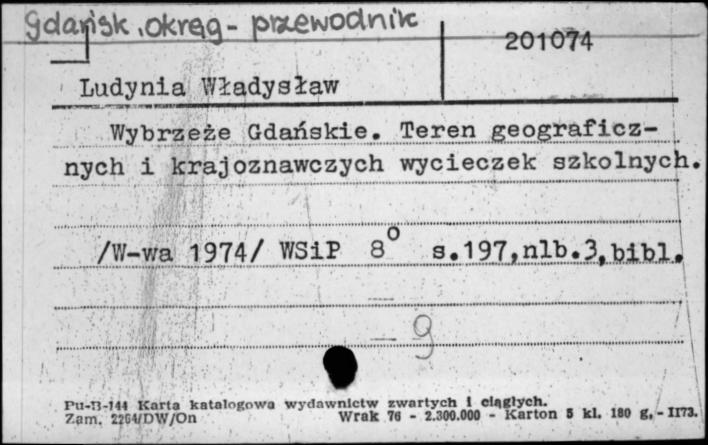 gdańsk, okręg - przewodnik
201074
Ludynia Władysław
Wybrzeże Gdańskie. Teren geograficz-
nych i krajoznawczych wycieczek szkolnych.
/W-wa 1974/ WSiP 8° s.197,nlb.3,bibl.
- 9
Pu-B-144 Karta katalogowa wydawnictw zwartych i ciągłych.
Zam. 2264/DW/On Wrak 76 - 2.300.000 - Karton 5 kl. 180 g. - II73.